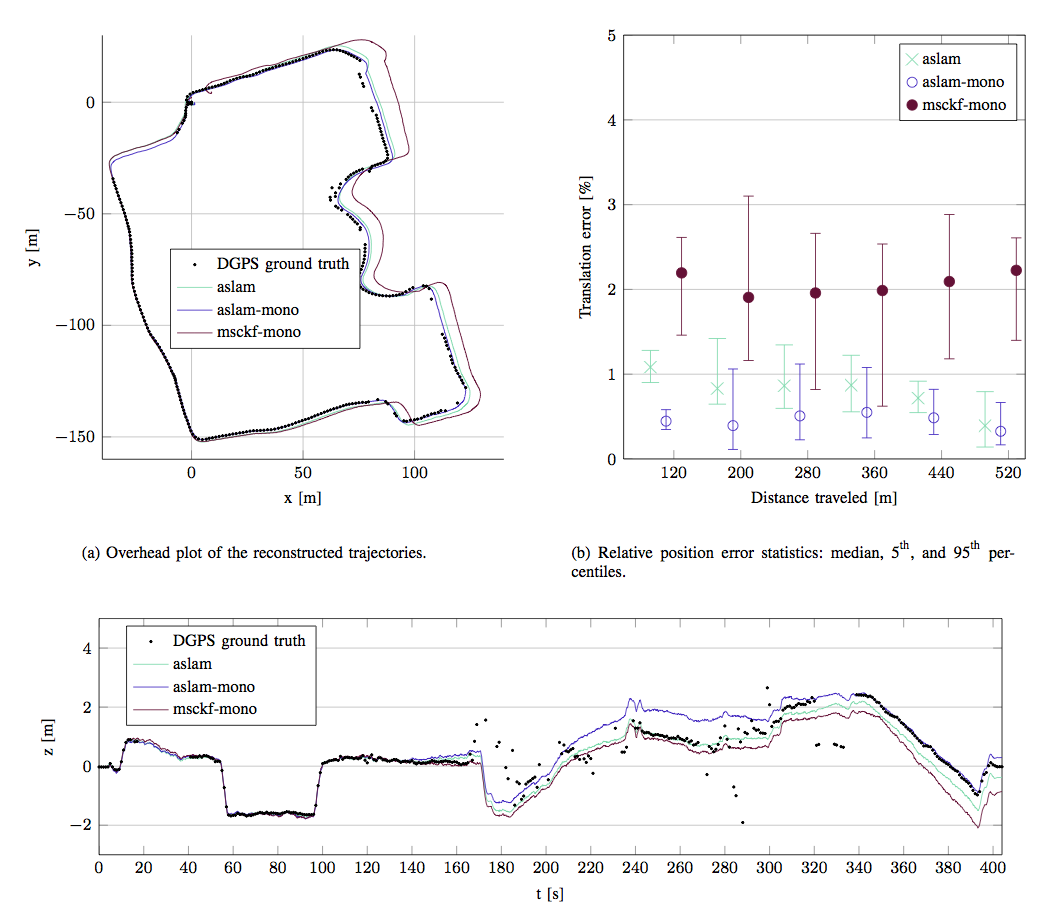 5
4
3
2
1
0
Translation error [%]
aslam
aslam-mono
msckf-mono
120 200 280 360 440 520
Distance traveled [m]
0
−50
−100
−150
y [m]
DGPS ground truth
aslam
aslam-mono
msckf-mono
0 50 100
x [m]
(a) Overhead plot of the reconstructed trajectories.
(b) Relative position error statistics: median, 5th, and 95th per-
centiles.
4
2
0
−2
z [m]
DGPS ground truth
aslam
aslam-mono
msckf-mono
0 20 40 60 80 100 120 140 160 180 200 220 240 260 280 300 320 340 360 380 400
t [s]